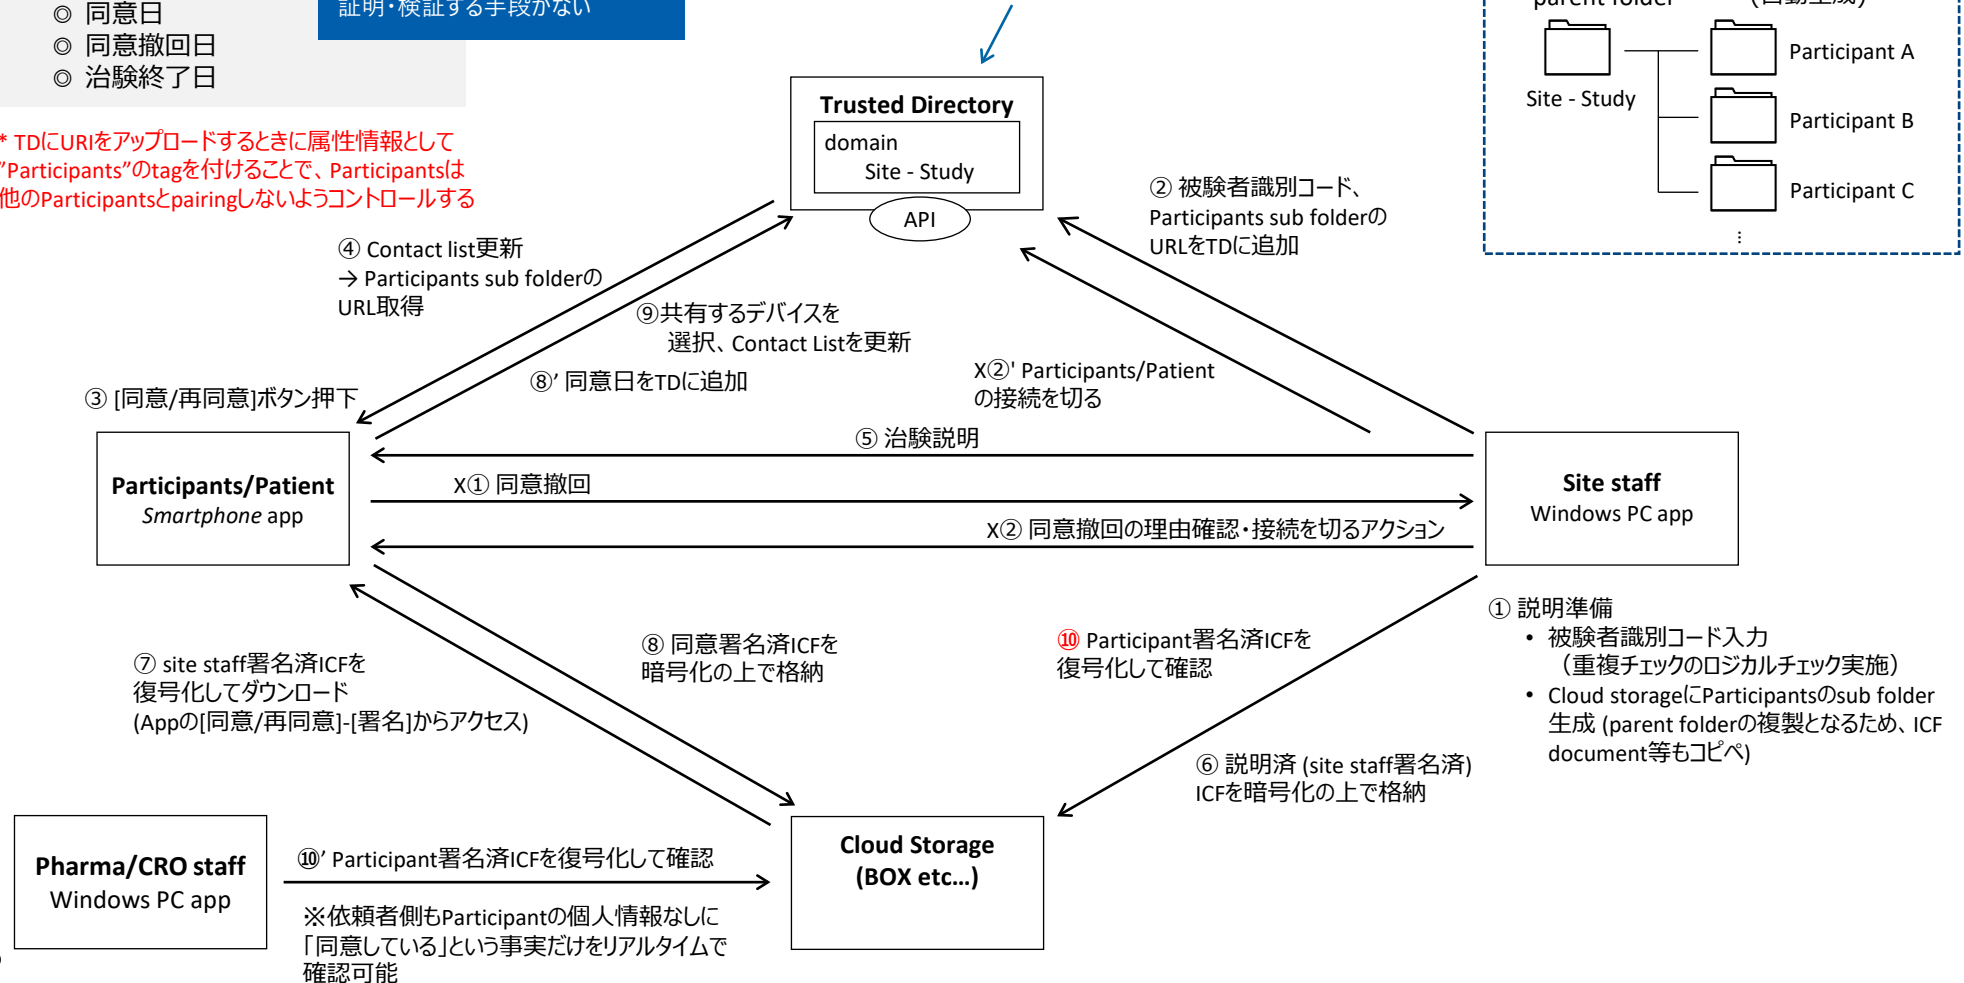 ◎ 同意日
◎ 同意撤回日
◎ 治験終了日
証明・検証する手段がない
* TDにURIをアップロードするときに属性情報として
”Participants”のtagを付けることで、Participantsは
他のParticipantsとpairingしないようコントロールする
parent folder
(自動生成)
Site - Study
Participant A
Participant B
Participant C
⋮
Trusted Directory
domain
Site - Study
API
② 被験者識別コード、
Participants sub folderの
URLをTDに追加
④ Contact list更新
→ Participants sub folderの
URL取得
⑨共有するデバイスを
選択、Contact Listを更新
⑧’ 同意日をTDに追加
X②' Participants/Patient
の接続を切る
③ [同意/再同意]ボタン押下
⑤ 治験説明
X① 同意撤回
X② 同意撤回の理由確認・接続を切るアクション
Participants/Patient
Smartphone app
Site staff
Windows PC app
① 説明準備
• 被験者識別コード入力
（重複チェックのロジカルチェック実施）
• Cloud storageにParticipantsのsub folder
生成 (parent folderの複製となるため、ICF
document等もコピペ)
⑦ site staff署名済ICFを
復号化してダウンロード
(Appの[同意/再同意]-[署名]からアクセス)
⑧ 同意署名済ICFを
暗号化の上で格納
⑩ Participant署名済ICFを
復号化して確認
⑥ 説明済 (site staff署名済)
ICFを暗号化の上で格納
Pharma/CRO staff
Windows PC app
⑩’ Participant署名済ICFを復号化して確認
※依頼者側もParticipantの個人情報なしに
「同意している」という事実だけをリアルタイムで
確認可能
Cloud Storage
(BOX etc…)